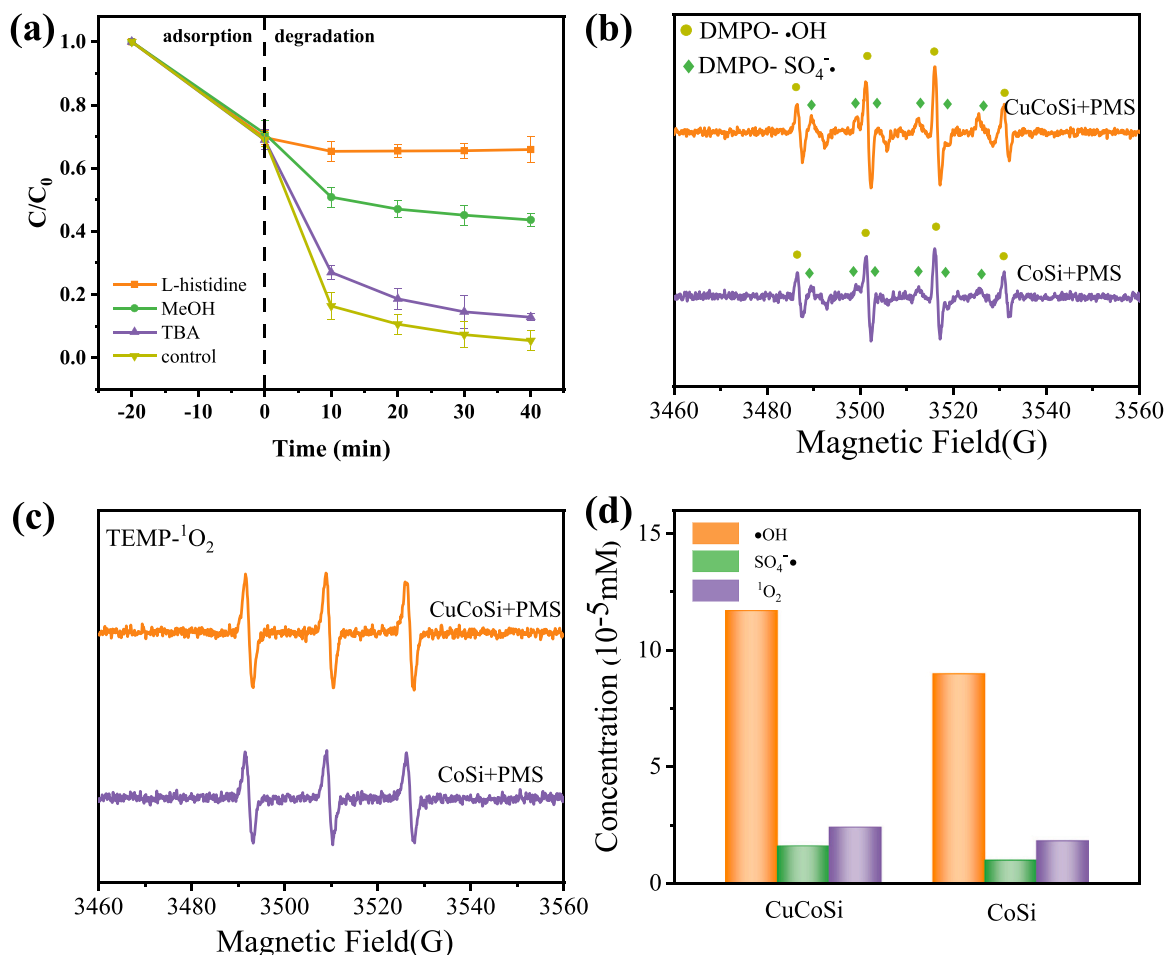 (a)
adsorption
degradation
1.0
0.8
0.6
0.4
0.2
0.0
C/C₀
L-histidine
MeOH
TBA
control
-20
-10
0
10
20
30
40
Time (min)
(b)
DMPO- •OH
DMPO- SO₄⁻•
CuCoSi+PMS
CoSi+PMS
3460
3480
3500
3520
3540
3560
Magnetic Field(G)
(c)
TEMP-¹O₂
CuCoSi+PMS
CoSi+PMS
3460
3480
3500
3520
3540
3560
Magnetic Field(G)
(d)
15
10
5
0
Concentration (10⁻⁵mM)
•OH
SO₄⁻•
¹O₂
CuCoSi
CoSi